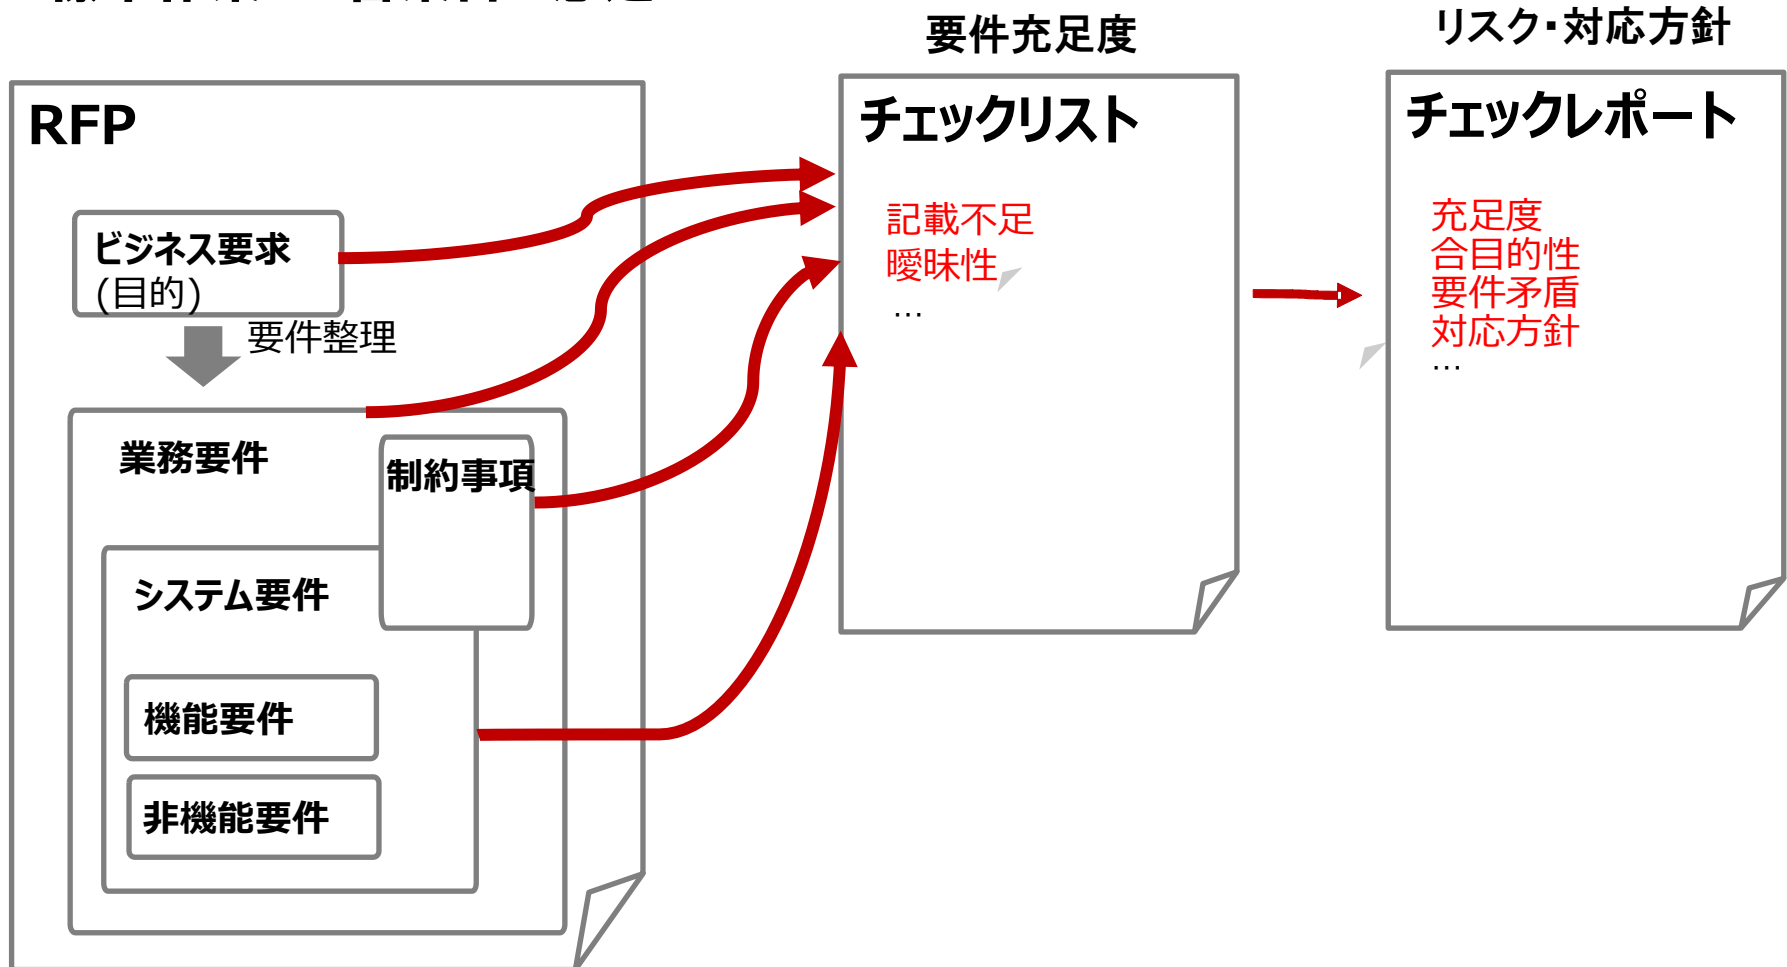 要件充足度
リスク・対応方針
RFP
ビジネス要求
(目的)
要件整理
業務要件
制約事項
システム要件
機能要件
非機能要件
チェックリスト
記載不足
曖昧性
…
チェックレポート
充足度
合目的性
要件矛盾
対応方針
…